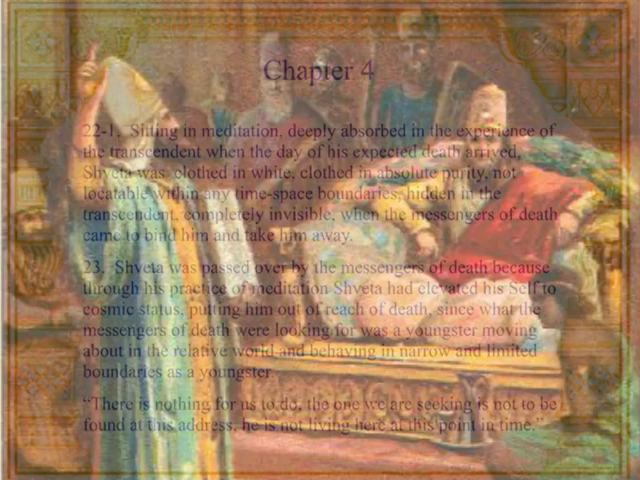 Chapter 4
22-1.  Sitting in meditation, deeply absorbed in the experience of
the transcendent when the day of his expected death arrived,
Shveta was  clothed in white, clothed in absolute purity, not
locatable within any time-space boundaries, hidden in the
transcendent, completely invisible, when the messengers of death
came to bind him and take him away.
23.  Shveta was passed over by the messengers of death because
through his practice of meditation Shveta had elevated his Self to
cosmic status, putting him out of reach of death, since what the
messengers of death were looking for was a youngster moving
about in the relative world and behaving in narrow and limited
boundaries as a youngster.
“There is nothing for us to do, the one we are seeking is not to be
found at this address, he is not living here at this point in time.”